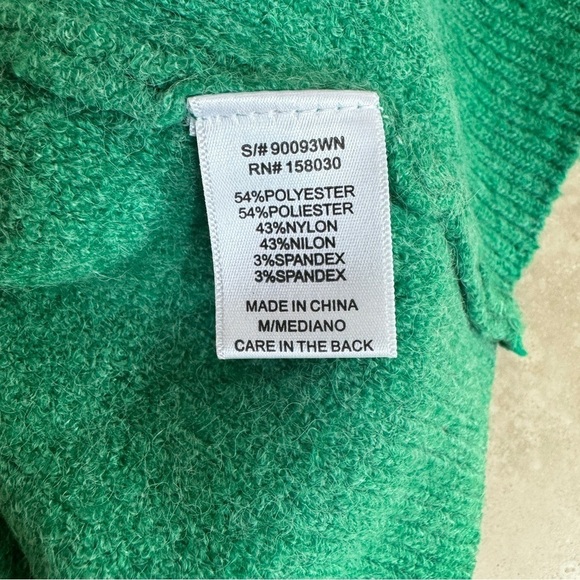 S/# 90093WN
RN# 158030
54%POLYESTER
54%POLIESTER
43%NYLON
43%NILON
3%SPANDEX
3%SPANDEX
MADE IN CHINA
M/MEDIANO
CARE IN THE BACK